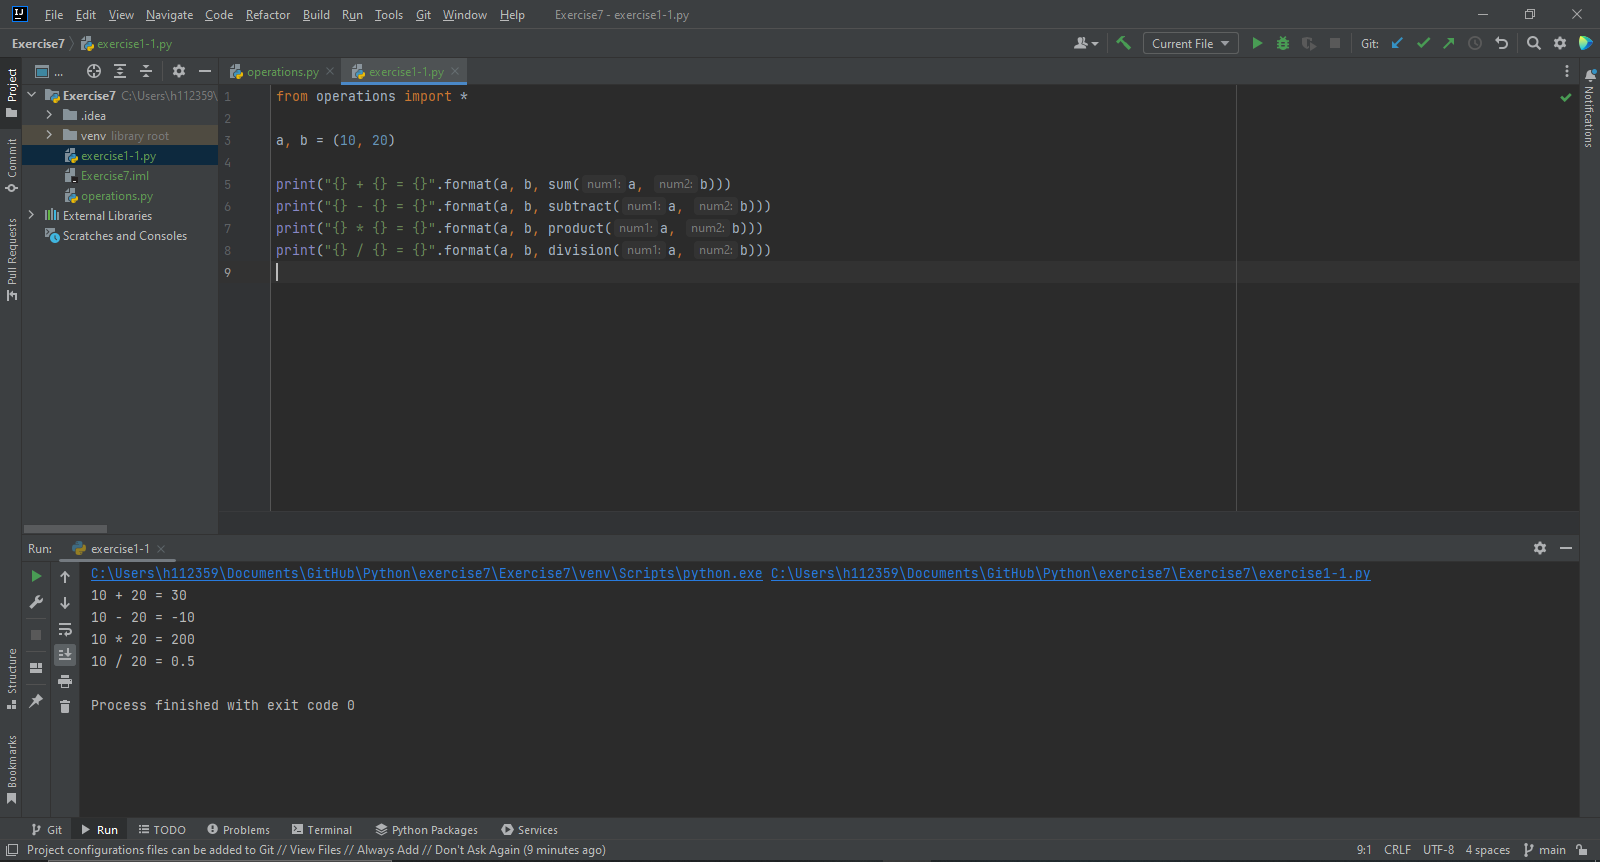 File Edit View Navigate Code Refactor Build Run Tools Git Window Help Exercise7 - exercise1-1.py
Exercise7 exercise1-1.py Current File Git:
... operations.py exercise1-1.py
Project
Commit
Pull Requests
Structure
Bookmarks
Notifications
Exercise7 C:\Users\h112359\
.idea
venv library root
exercise1-1.py
Exercise7.iml
operations.py
External Libraries
Scratches and Consoles
1 from operations import *
2
3 a, b = (10, 20)
4
5 print("{} + {} = {}".format(a, b, sum( num1: a, num2: b)))
6 print("{} - {} = {}".format(a, b, subtract( num1: a, num2: b)))
7 print("{} * {} = {}".format(a, b, product( num1: a, num2: b)))
8 print("{} / {} = {}".format(a, b, division( num1: a, num2: b)))
9
Run: exercise1-1
C:\Users\h112359\Documents\GitHub\Python\exercise7\Exercise7\venv\Scripts\python.exe C:\Users\h112359\Documents\GitHub\Python\exercise7\Exercise7\exercise1-1.py
10 + 20 = 30
10 - 20 = -10
10 * 20 = 200
10 / 20 = 0.5
Process finished with exit code 0
Git Run TODO Problems Terminal Python Packages Services
Project configurations files can be added to Git // View Files // Always Add // Don't Ask Again (9 minutes ago) 9:1 CRLF UTF-8 4 spaces main